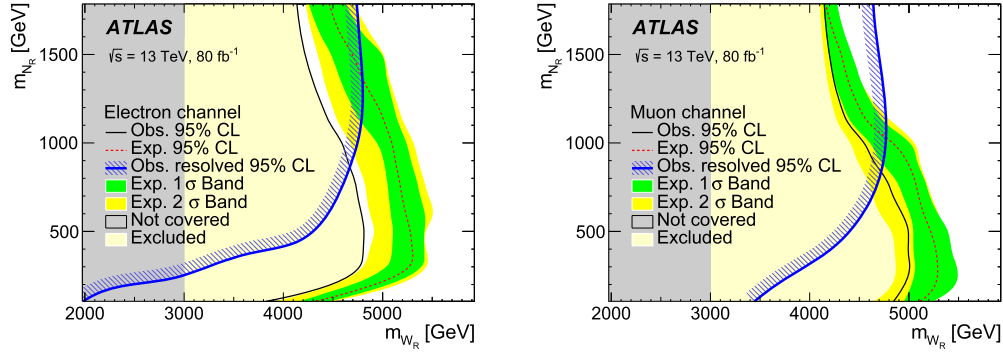 m_{N_R} [GeV]
ATLAS
√s = 13 TeV, 80 fb⁻¹
1500
Electron channel
Obs. 95% CL
Exp. 95% CL
1000
Obs. resolved 95% CL
Exp. 1 σ Band
Exp. 2 σ Band
Not covered
500
Excluded
2000 3000 4000 5000
m_{W_R} [GeV]
m_{N_R} [GeV]
ATLAS
√s = 13 TeV, 80 fb⁻¹
1500
Muon channel
Obs. 95% CL
Exp. 95% CL
1000
Obs. resolved 95% CL
Exp. 1 σ Band
Exp. 2 σ Band
Not covered
500
Excluded
2000 3000 4000 5000
m_{W_R} [GeV]